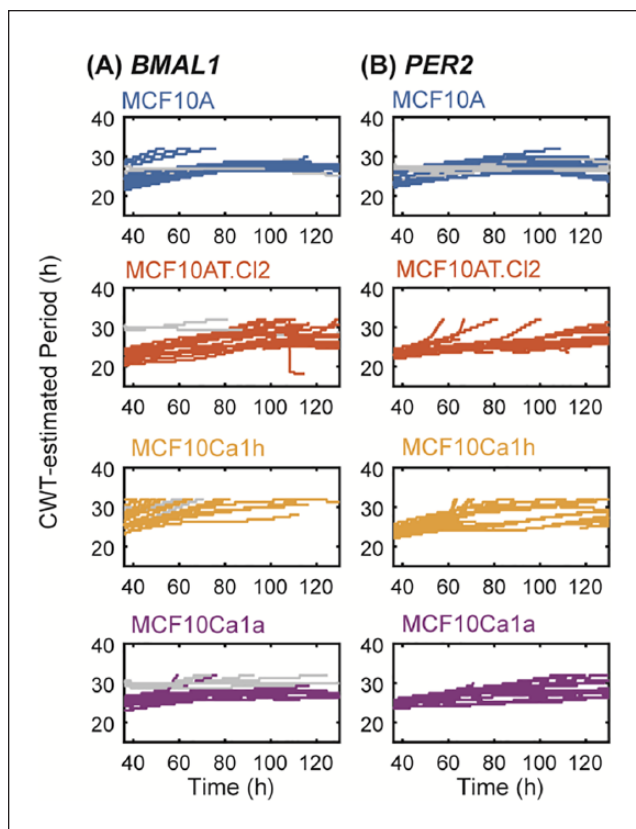 (A) BMAL1 (B) PER2
MCF10A MCF10A
40 40
30 30
20 20
40 60 80 100 120 40 60 80 100 120
MCF10AT.Cl2 MCF10AT.Cl2
40 40
30 30
20 20
40 60 80 100 120 40 60 80 100 120
CWT-estimated Period (h)
MCF10Ca1h MCF10Ca1h
40 40
30 30
20 20
40 60 80 100 120 40 60 80 100 120
MCF10Ca1a MCF10Ca1a
40 40
30 30
20 20
40 60 80 100 120 40 60 80 100 120
Time (h) Time (h)